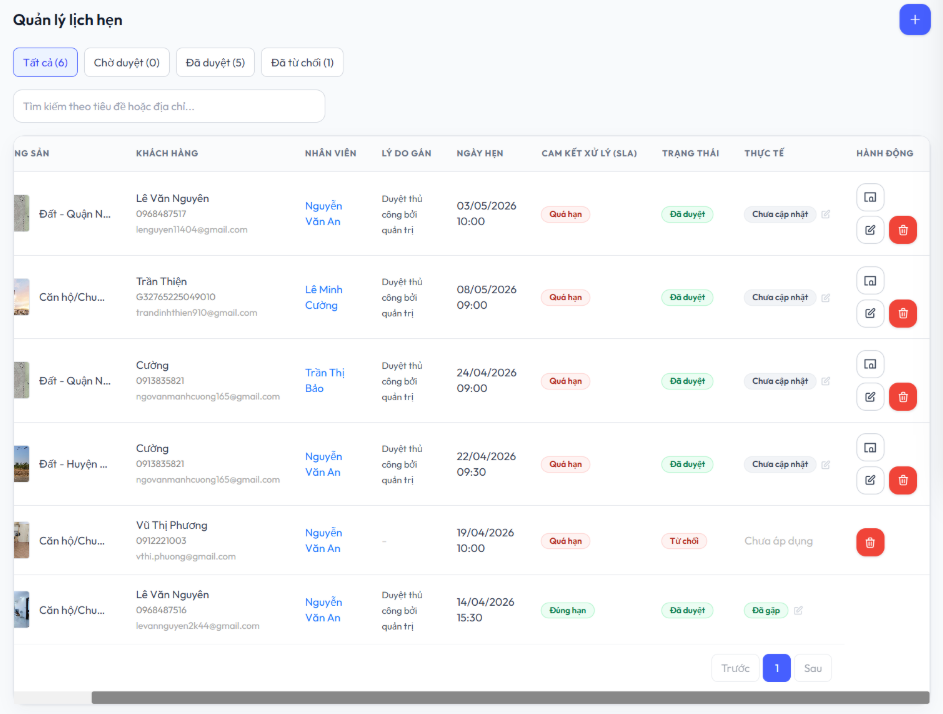 Quản lý lịch hẹn
+
Tất cả (6) Chờ duyệt (0) Đã duyệt (5) Đã từ chối (1)
Tìm kiếm theo tiêu đề hoặc địa chỉ...
NG SẢN KHÁCH HÀNG NHÂN VIÊN LÝ DO GÁN NGÀY HẸN CAM KẾT XỬ LÝ (SLA) TRẠNG THÁI THỰC TẾ HÀNH ĐỘNG
Đất - Quận N...
Lê Văn Nguyên
0968487517
lenguyen11404@gmail.com
Nguyễn
Văn An
Duyệt thủ
công bởi
quản trị
03/05/2026
10:00
Quá hạn
Đã duyệt
Chưa cập nhật
Căn hộ/Chu...
Trần Thiện
G32765225049010
trandinhthien910@gmail.com
Lê Minh
Cường
Duyệt thủ
công bởi
quản trị
08/05/2026
09:00
Quá hạn
Đã duyệt
Chưa cập nhật
Đất - Quận N...
Cường
0913835821
ngovanmanhcuong165@gmail.com
Trần Thị
Bảo
Duyệt thủ
công bởi
quản trị
24/04/2026
09:00
Quá hạn
Đã duyệt
Chưa cập nhật
Đất - Huyện ...
Cường
0913835821
ngovanmanhcuong165@gmail.com
Nguyễn
Văn An
Duyệt thủ
công bởi
quản trị
22/04/2026
09:30
Quá hạn
Đã duyệt
Chưa cập nhật
Căn hộ/Chu...
Vũ Thị Phương
0912221003
vthi.phuong@gmail.com
Nguyễn
Văn An
-
19/04/2026
10:00
Quá hạn
Từ chối
Chưa áp dụng
Căn hộ/Chu...
Lê Văn Nguyên
0968487516
levannguyen2k44@gmail.com
Nguyễn
Văn An
Duyệt thủ
công bởi
quản trị
14/04/2026
15:30
Đúng hạn
Đã duyệt
Đã gặp
Trước 1 Sau